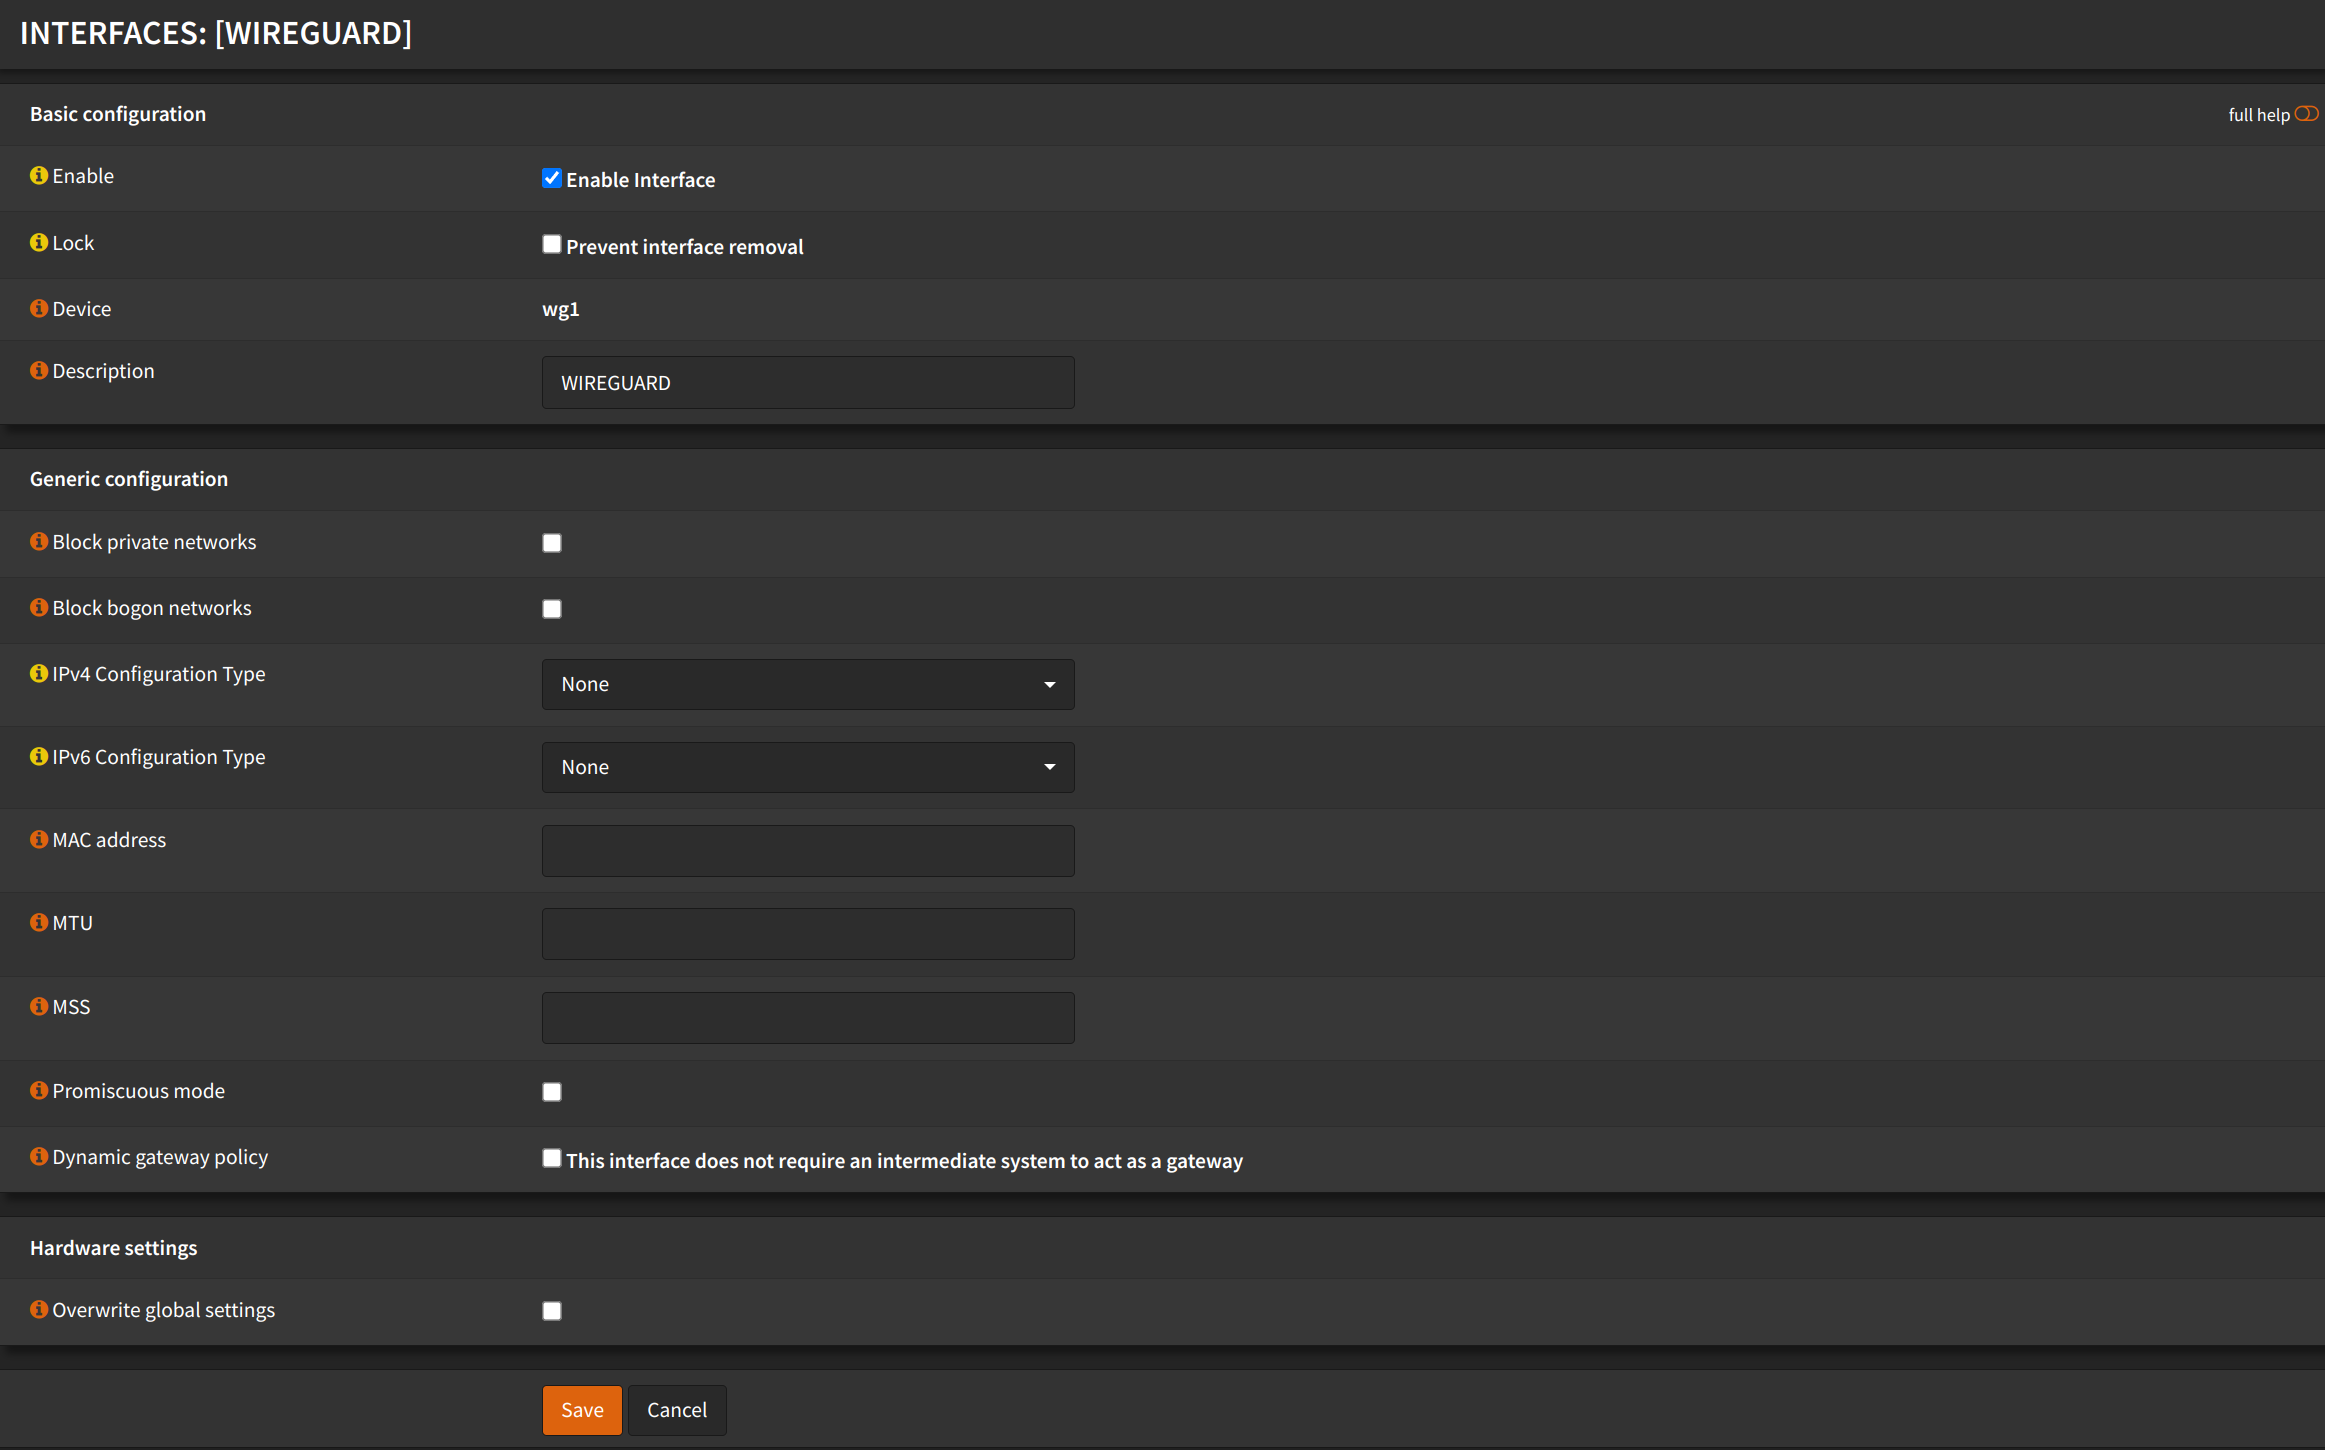 INTERFACES: [WIREGUARD]
Basic configuration
full help
Enable
Enable Interface
Lock
Prevent interface removal
Device
wg1
Description
WIREGUARD
Generic configuration
Block private networks
Block bogon networks
IPv4 Configuration Type
None
IPv6 Configuration Type
None
MAC address
MTU
MSS
Promiscuous mode
Dynamic gateway policy
This interface does not require an intermediate system to act as a gateway
Hardware settings
Overwrite global settings
Save
Cancel